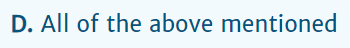 D. All of the above mentioned